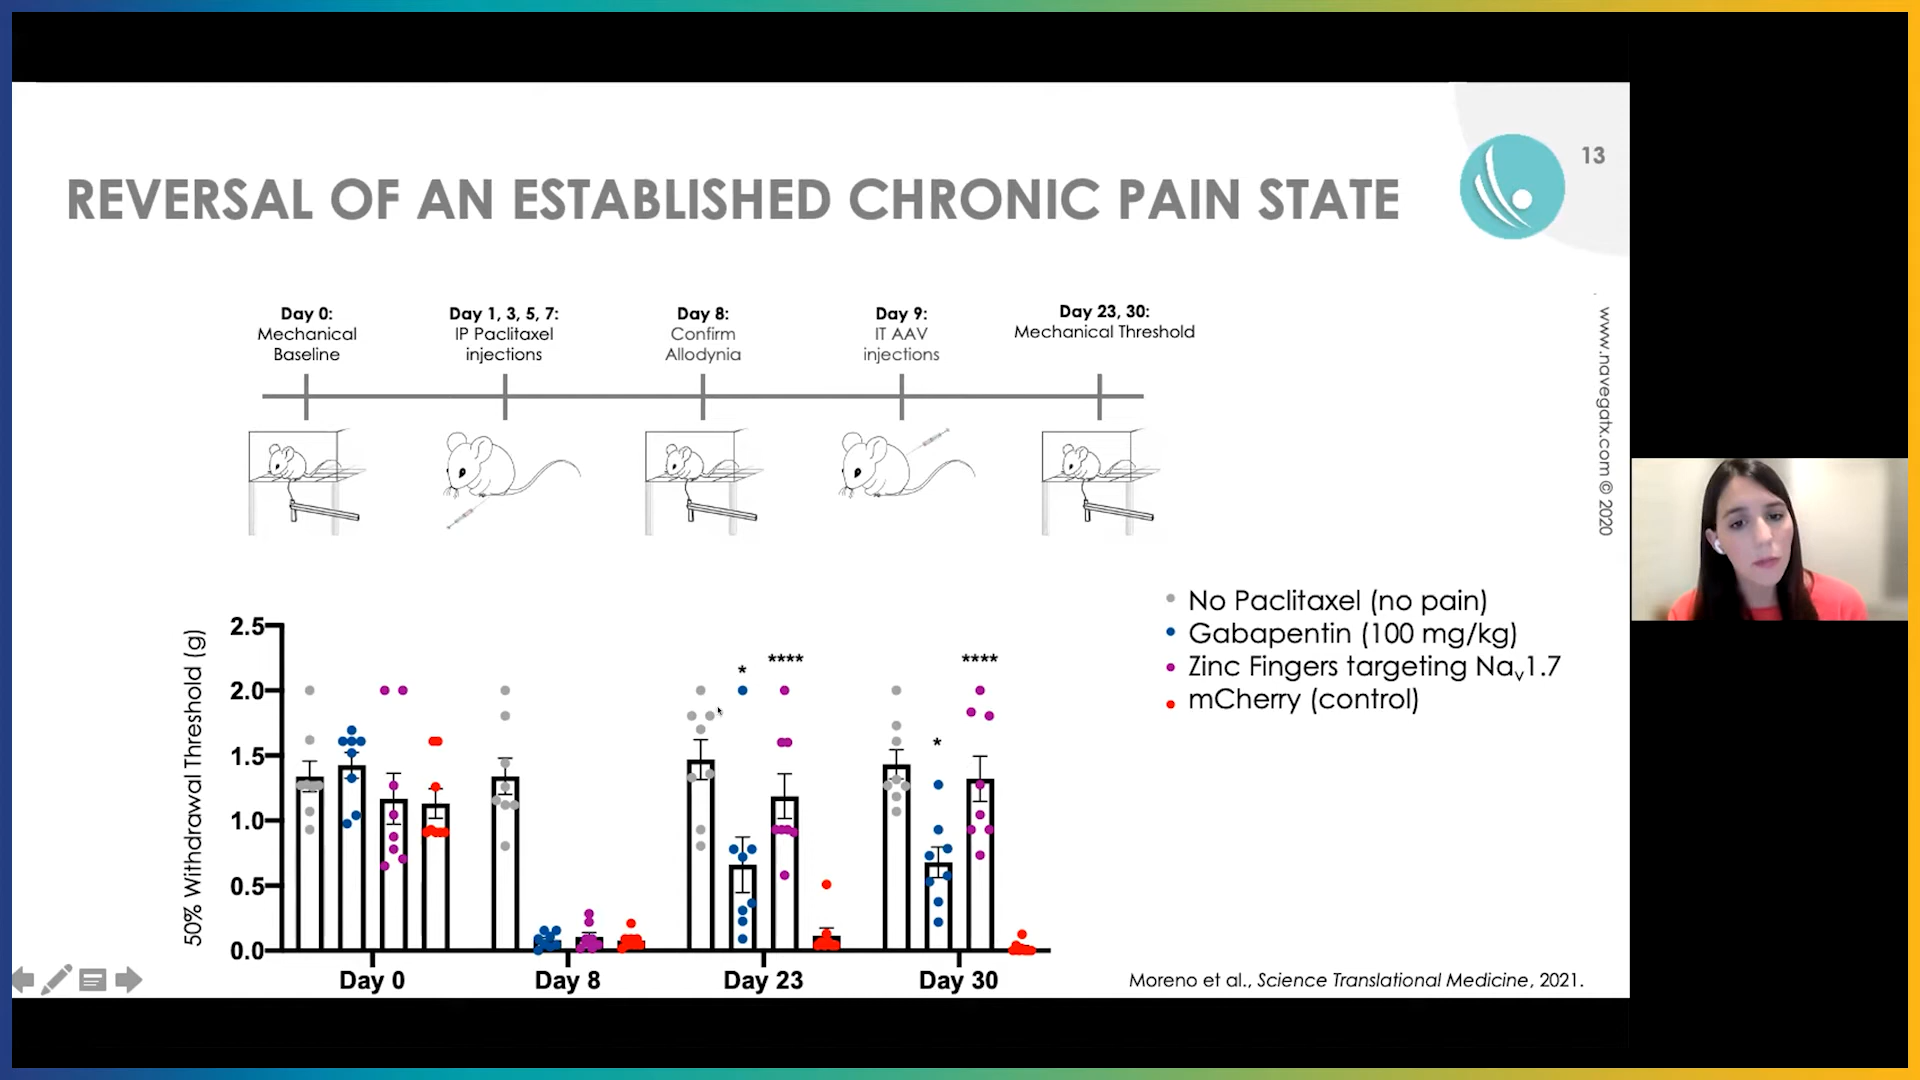 13
REVERSAL OF AN ESTABLISHED CHRONIC PAIN STATE
www.navegatx.com © 2020
Day 0:
Mechanical
Baseline
Day 1, 3, 5, 7:
IP Paclitaxel
injections
Day 8:
Confirm
Allodynia
Day 9:
IT AAV
injections
Day 23, 30:
Mechanical Threshold
50% Withdrawal Threshold (g)
2.5
2.0
1.5
1.0
0.5
0.0
* ****
* ****
Day 0 Day 8 Day 23 Day 30
No Paclitaxel (no pain)
Gabapentin (100 mg/kg)
Zinc Fingers targeting Nav1.7
mCherry (control)
Moreno et al., Science Translational Medicine, 2021.